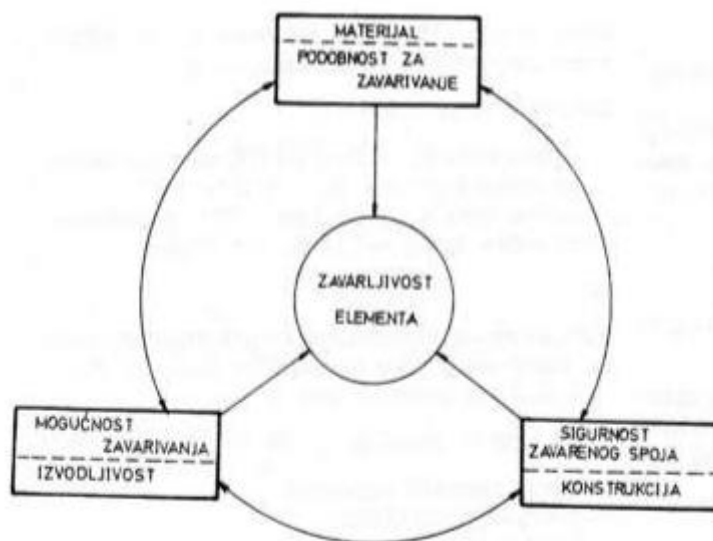 MATERIJAL
PODOBNOST ZA
ZAVARIVANJE
ZAVARLJIVOST
ELEMENTA
MOGUĆNOST
ZAVARIVANJA
IZVODLJIVOST
SIGURNOST
ZAVARENOG SPOJA
KONSTRUKCIJA